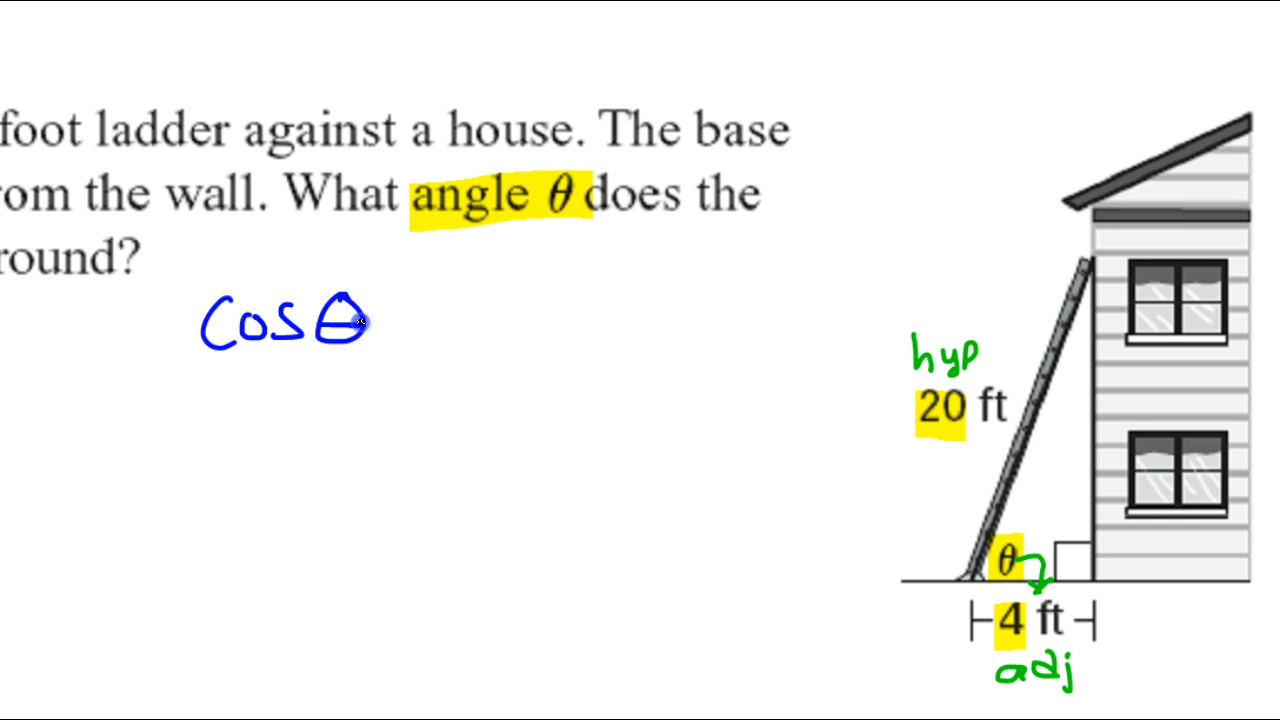 foot ladder against a house. The base
om the wall. What angle θ does the
round?
cos θ
hyp
20 ft
θ
4 ft
adj